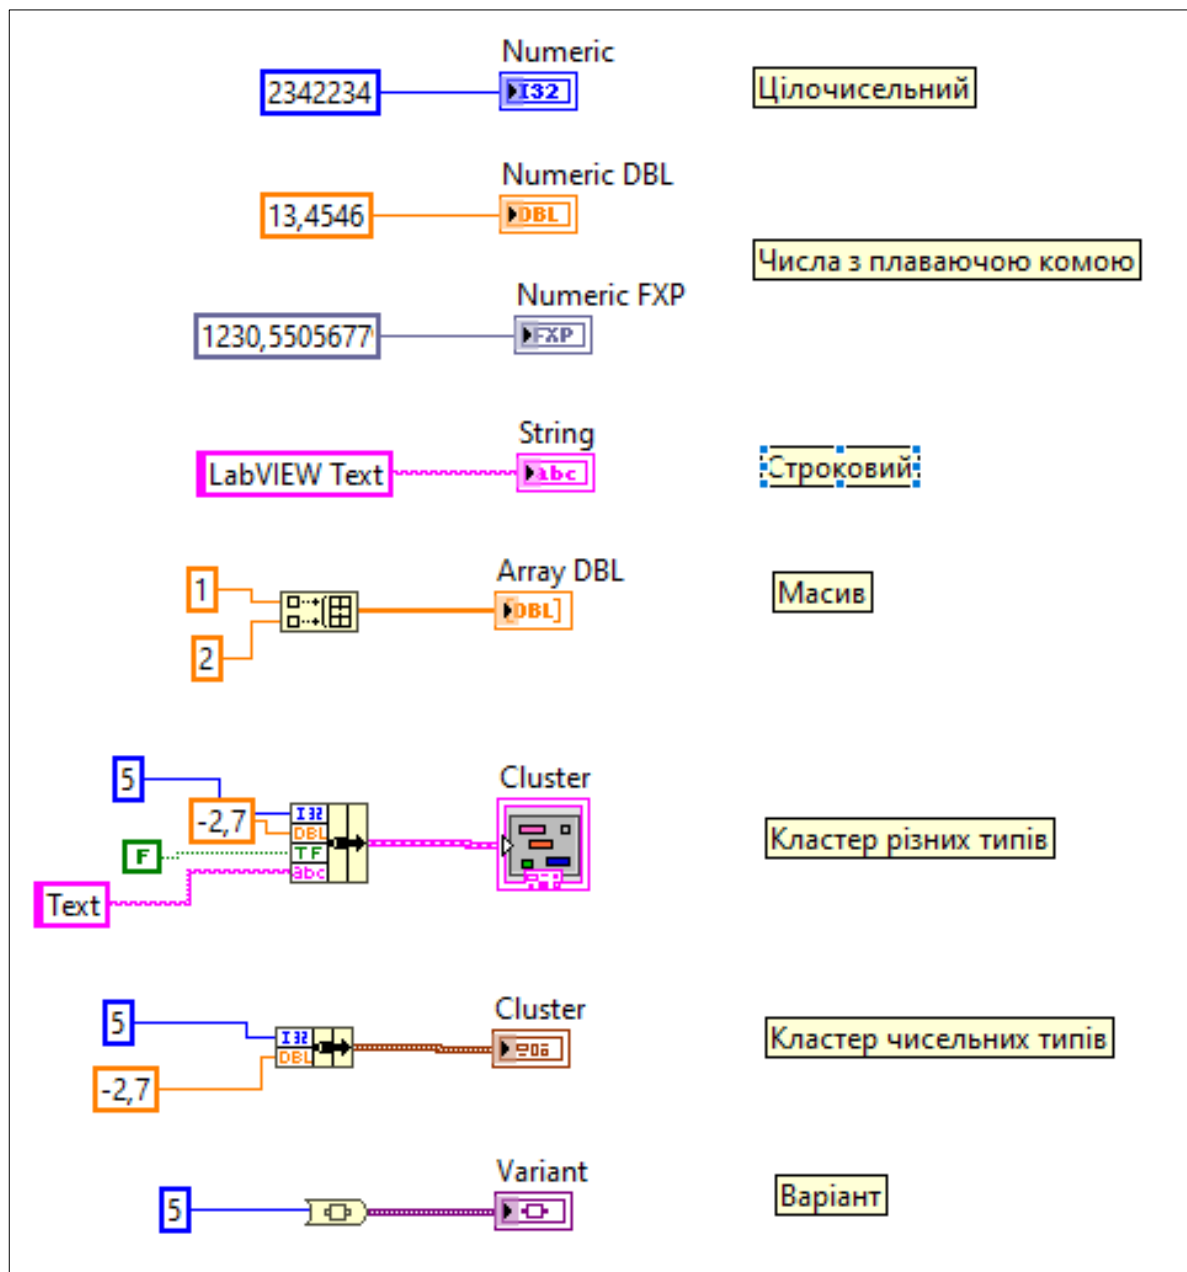 Numeric
2342234
I32
Цілочисельний
Numeric DBL
13,4546
DBL
Числа з плаваючою комою
Numeric FXP
1230,5505677
FXP
String
LabVIEW Text
abc
Строковий
Array DBL
1
2
DBL
Масив
Cluster
5
-2,7
F
Text
I32
DBL
TF
abc
Кластер різних типів
Cluster
5
-2,7
I32
DBL
Кластер чисельних типів
Variant
5
Варіант